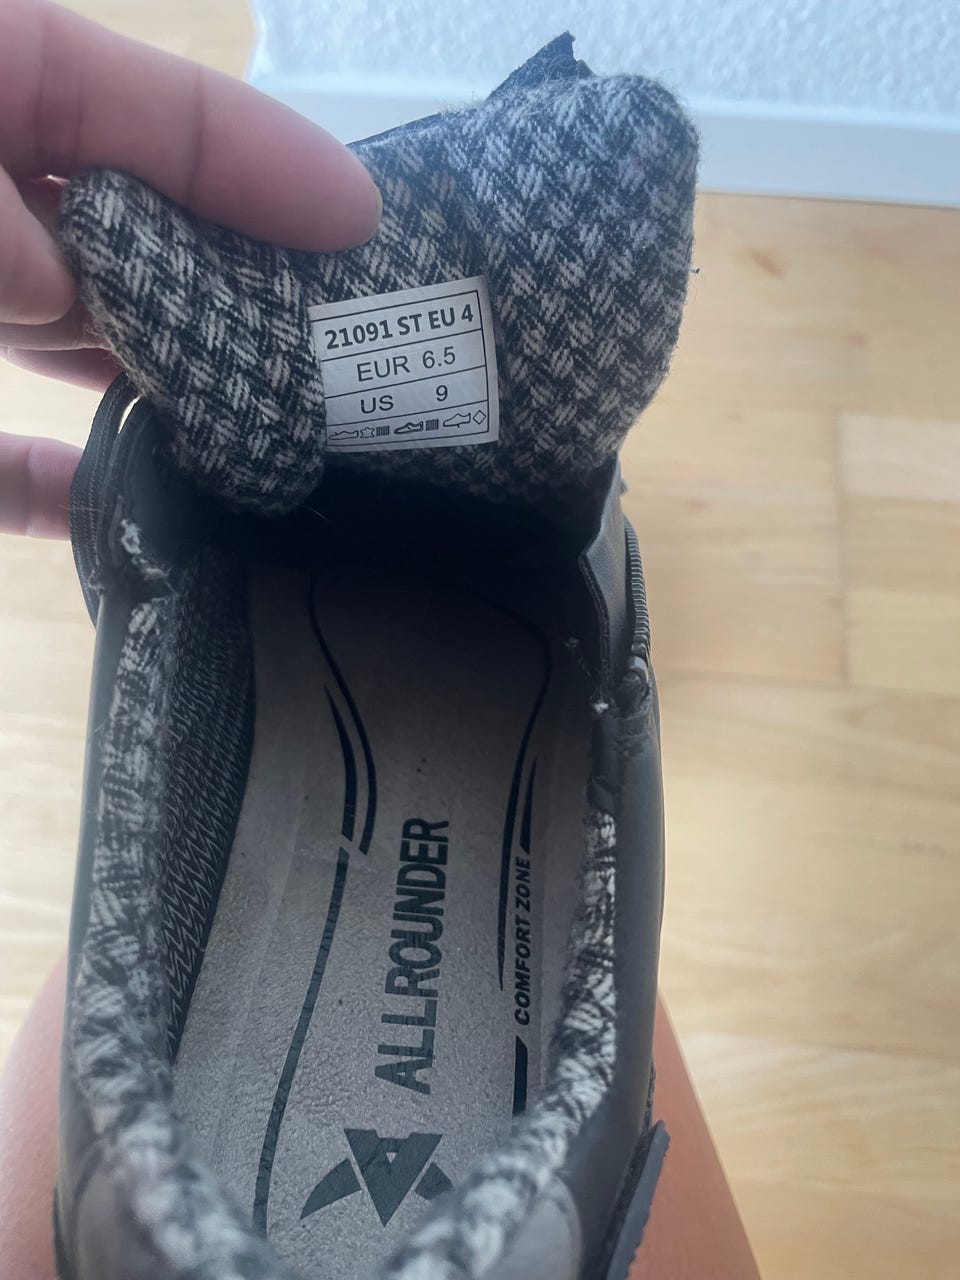 21091 ST EU 4
EUR 6.5
US 9
ALLROUNDER
COMFORT ZONE